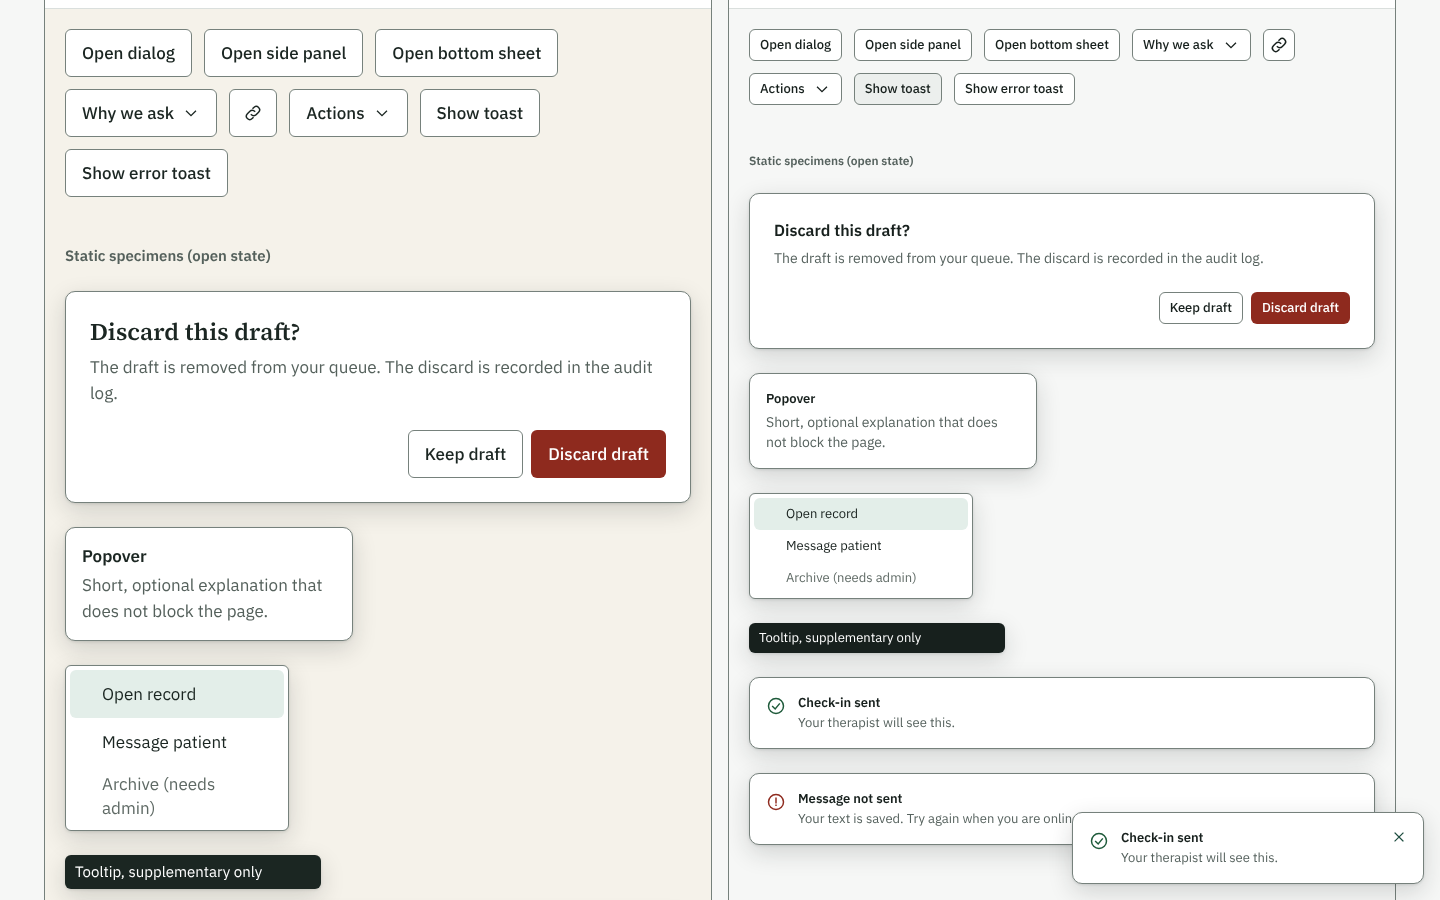 Open dialog
Open side panel
Open bottom sheet
Why we ask
Actions
Show toast
Show error toast
Static specimens (open state)
Discard this draft?
The draft is removed from your queue. The discard is recorded in the audit
log.
Keep draft
Discard draft
Popover
Short, optional explanation that
does not block the page.
Open record
Message patient
Archive (needs
admin)
Tooltip, supplementary only
Open dialog
Open side panel
Open bottom sheet
Why we ask
Actions
Show toast
Show error toast
Static specimens (open state)
Discard this draft?
The draft is removed from your queue. The discard is recorded in the audit log.
Keep draft
Discard draft
Popover
Short, optional explanation that does
not block the page.
Open record
Message patient
Archive (needs admin)
Tooltip, supplementary only
Check-in sent
Your therapist will see this.
Message not sent
Your text is saved. Try again when you are onlin
Check-in sent
Your therapist will see this.